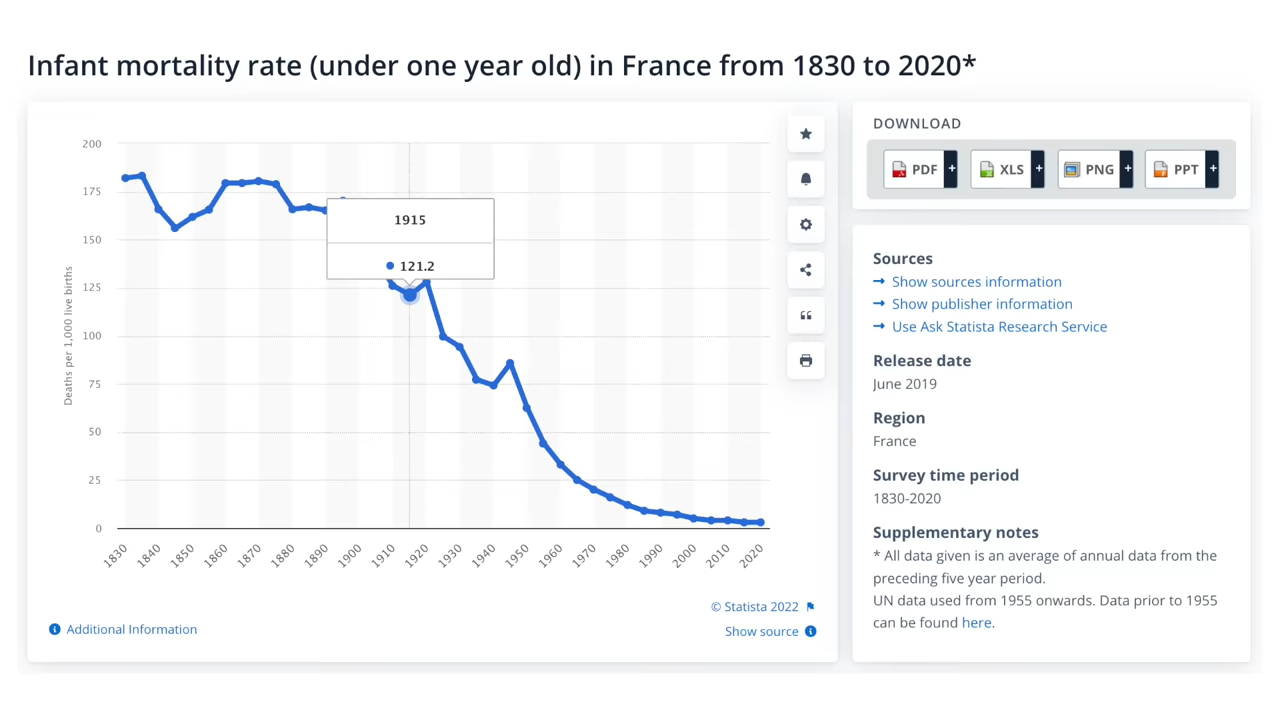 Infant mortality rate (under one year old) in France from 1830 to 2020*
200
175
150
125
100
75
50
25
0
Deaths per 1,000 live births
1915
121.2
1830
1840
1850
1860
1870
1880
1890
1900
1910
1920
1930
1940
1950
1960
1970
1980
1990
2000
2010
2020
© Statista 2022
Additional Information
Show source
DOWNLOAD
PDF +
XLS +
PNG +
PPT +
Sources
Show sources information
Show publisher information
Use Ask Statista Research Service
Release date
June 2019
Region
France
Survey time period
1830-2020
Supplementary notes
* All data given is an average of annual data from the
preceding five year period.
UN data used from 1955 onwards. Data prior to 1955
can be found here.